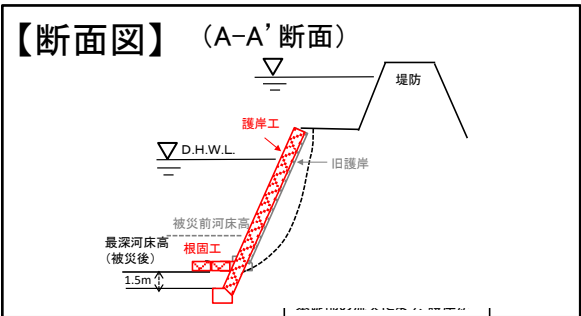 【断面図】 (A-A’断面)
堤防
護岸工
D.H.W.L.
旧護岸
被災前河床高
最深河床高
(被災後)
根固工
1.5m